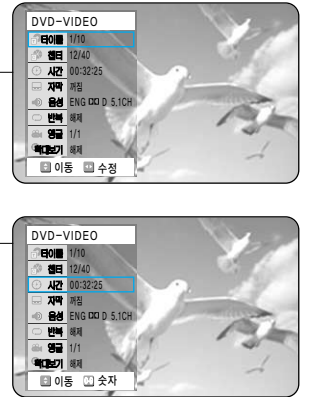 DVD-VIDEO
타이틀 1/10
챕터 12/40
시간 00:32:25
자막 꺼짐
음성 ENG DD D 5.1CH
반복 해제
앵글 1/1
확대보기 해제
이동 수정
DVD-VIDEO
타이틀 1/10
챕터 12/40
시간 00:32:25
자막 꺼짐
음성 ENG DD D 5.1CH
반복 해제
앵글 1/1
확대보기 해제
이동 숫자